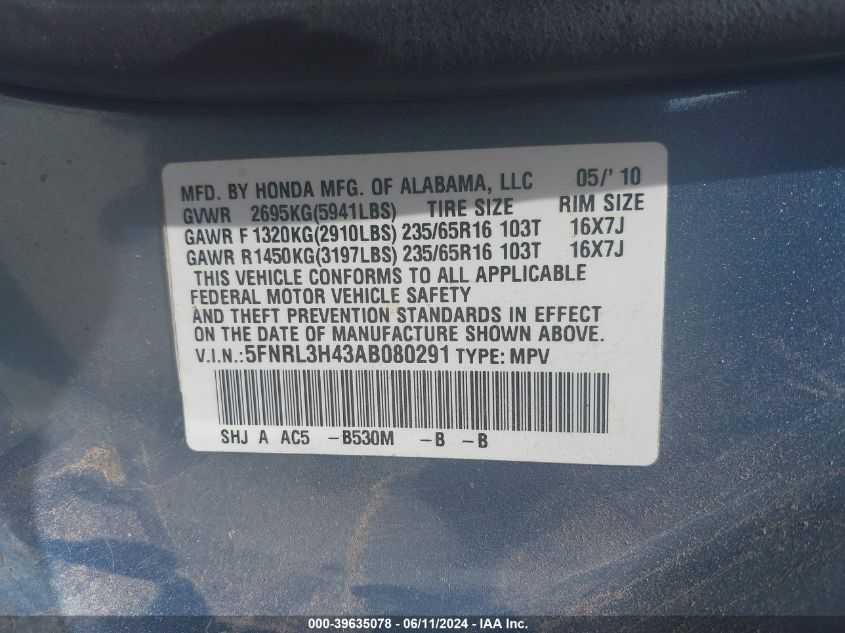 MFD. BY HONDA MFG. OF ALABAMA, LLC 05/' 10
GVWR 2695KG(5941LBS) TIRE SIZE RIM SIZE
GAWR F 1320KG(2910LBS) 235/65R16 103T 16X7J
GAWR R1450KG(3197LBS) 235/65R16 103T 16X7J
THIS VEHICLE CONFORMS TO ALL APPLICABLE
FEDERAL MOTOR VEHICLE SAFETY
AND THEFT PREVENTION STANDARDS IN EFFECT
ON THE DATE OF MANUFACTURE SHOWN ABOVE.
V.I.N.:5FNRL3H43AB080291 TYPE: MPV
SHJ A AC5 -B530M -B -B
000-39635078 - 06/11/2024 - IAAI.com